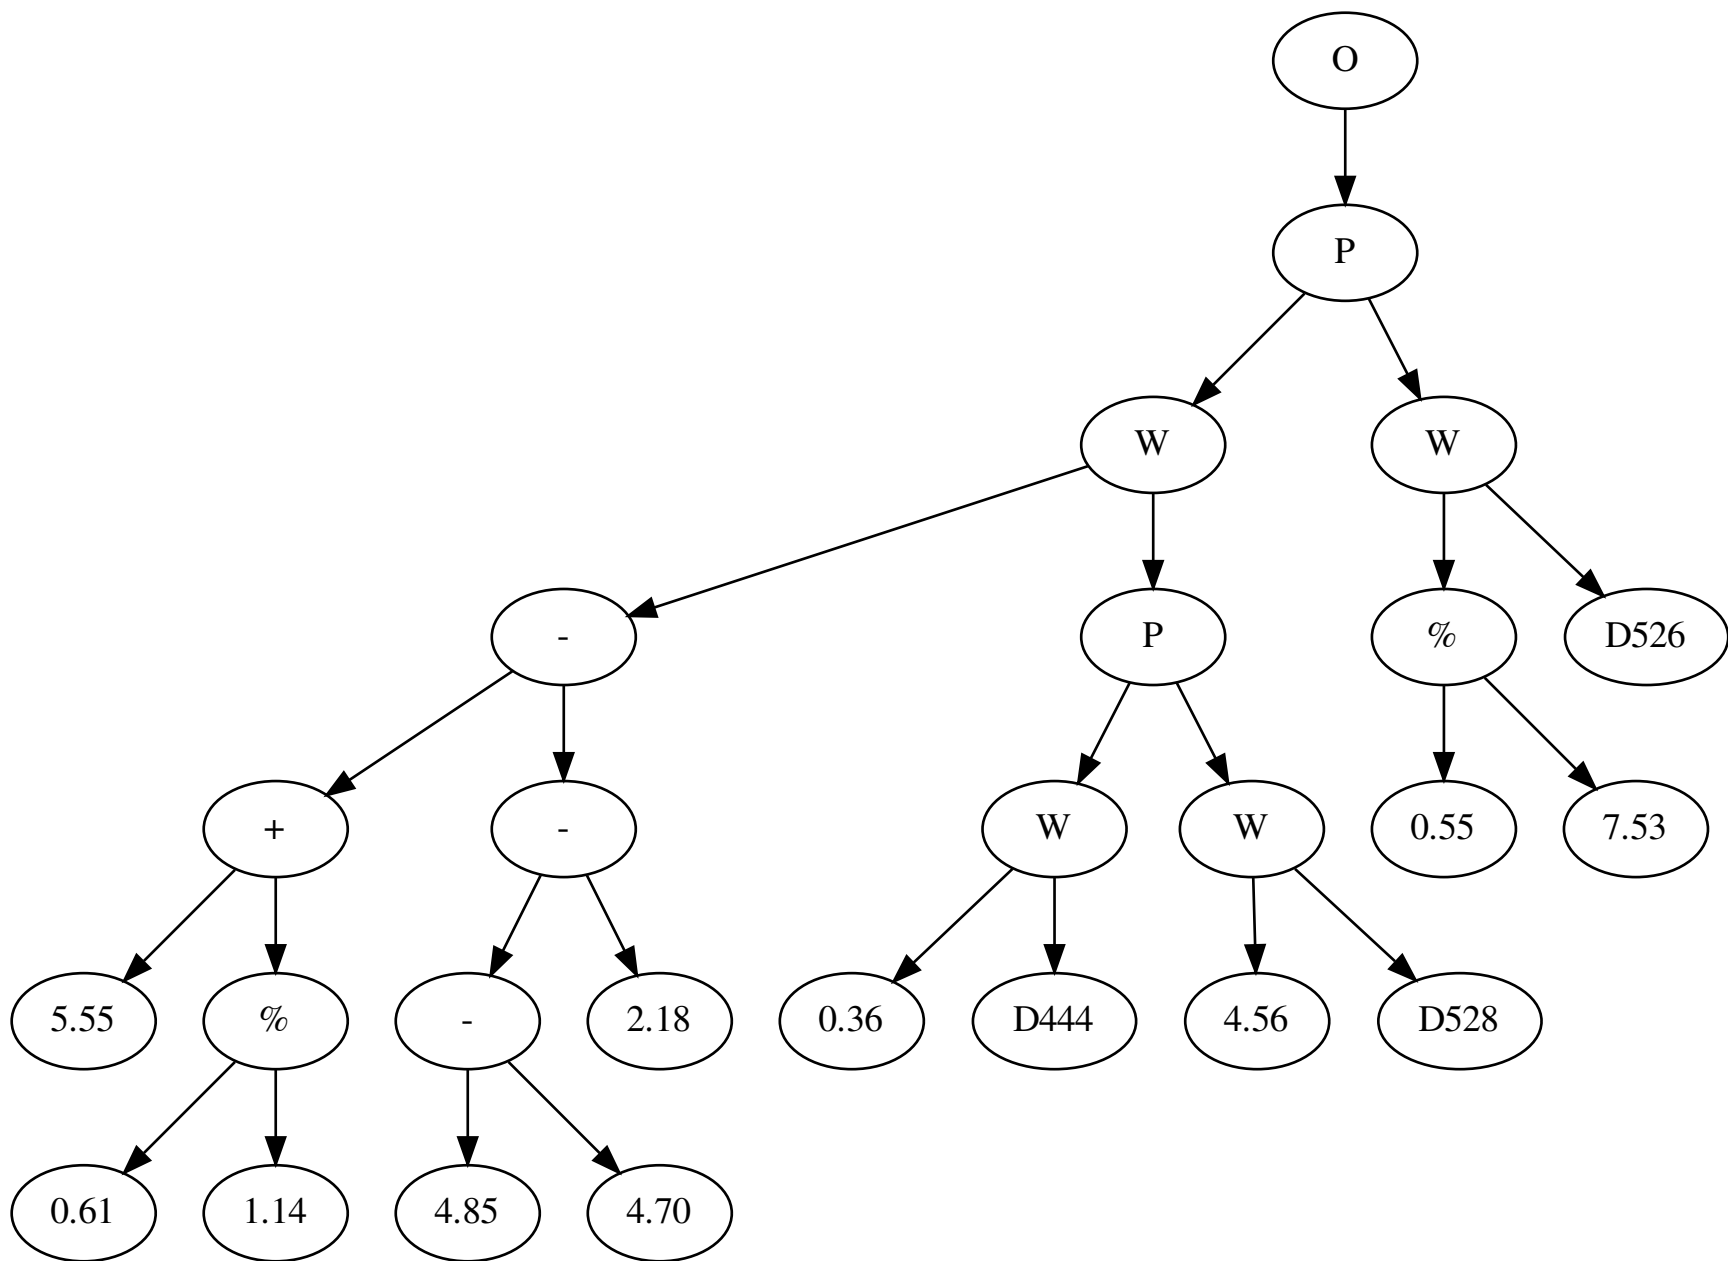 O
P
W W
- P % D526
+ - W W 0.55 7.53
5.55 % - 2.18 0.36 D444 4.56 D528
0.61 1.14 4.85 4.70